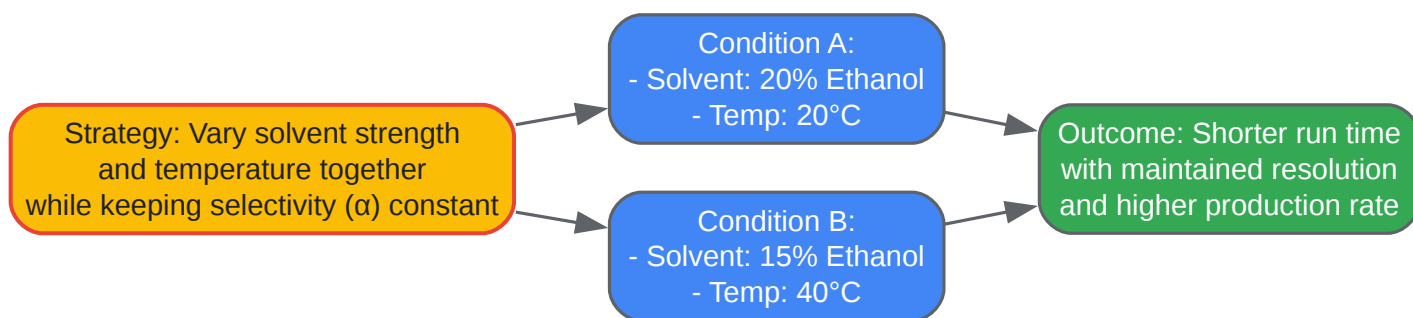 Strategy: Vary solvent strength
and temperature together
while keeping selectivity (α) constant
Condition A:
- Solvent: 20% Ethanol
- Temp: 20°C
Condition B:
- Solvent: 15% Ethanol
- Temp: 40°C
Outcome: Shorter run time
with maintained resolution
and higher production rate